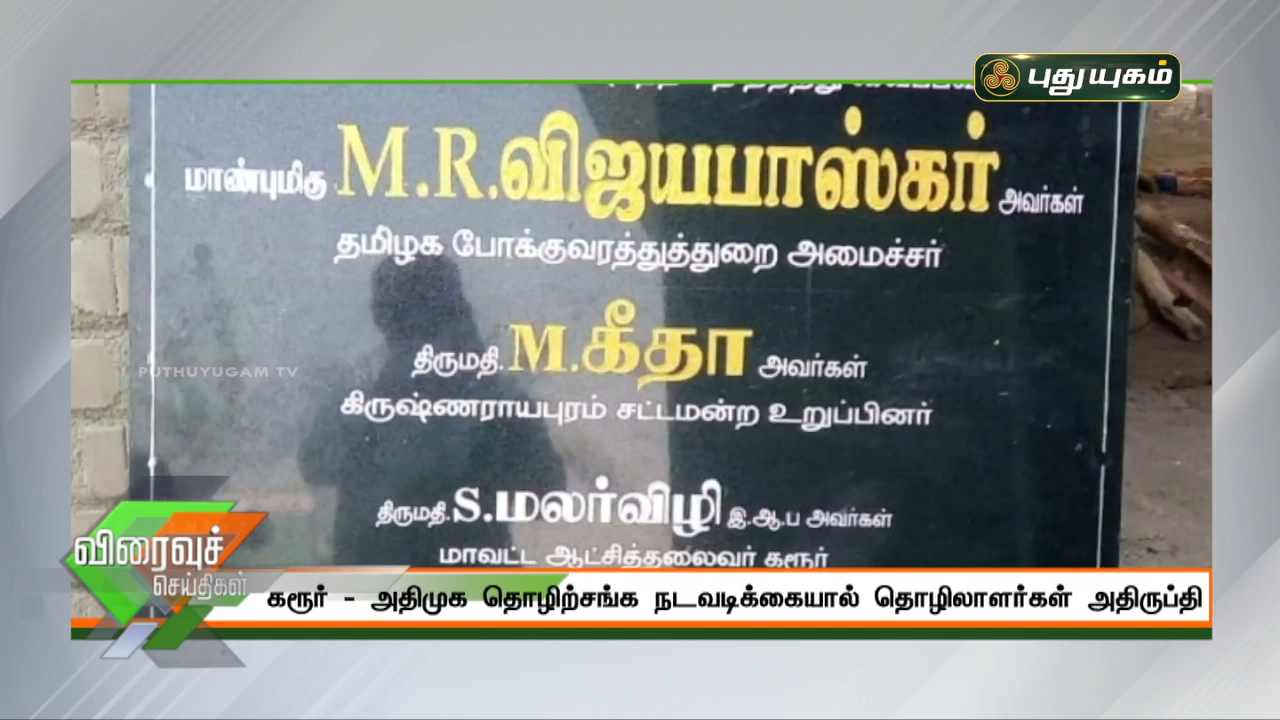 புதுயுகம்
மாண்புமிகு M.R.விஜயபாஸ்கர் அவர்கள்
தமிழக போக்குவரத்துத்துறை அமைச்சர்
திருமதி.M.கீதா அவர்கள்
PUTHUYUGAM TV
கிருஷ்ணராயபுரம் சட்டமன்ற உறுப்பினர்
திருமதி.S.மலர்விழி இ.ஆ.ப அவர்கள்
மாவட்ட ஆட்சித்தலைவர் கரூர்
விரைவுச்
செய்திகள்
கரூர் - அதிமுக தொழிற்சங்க நடவடிக்கையால் தொழிலாளர்கள் அதிருப்தி